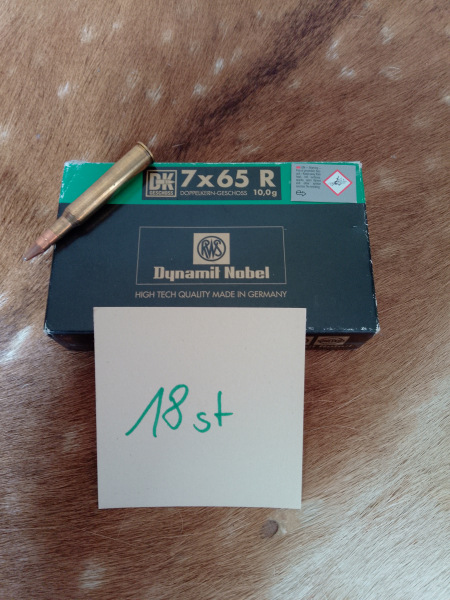 DK 7x65 R
GESCHOSS DOPPELKERN-GESCHOSS 10,0g
RWS
Dynamit Nobel
HIGH TECH QUALITY MADE IN GERMANY
18 st